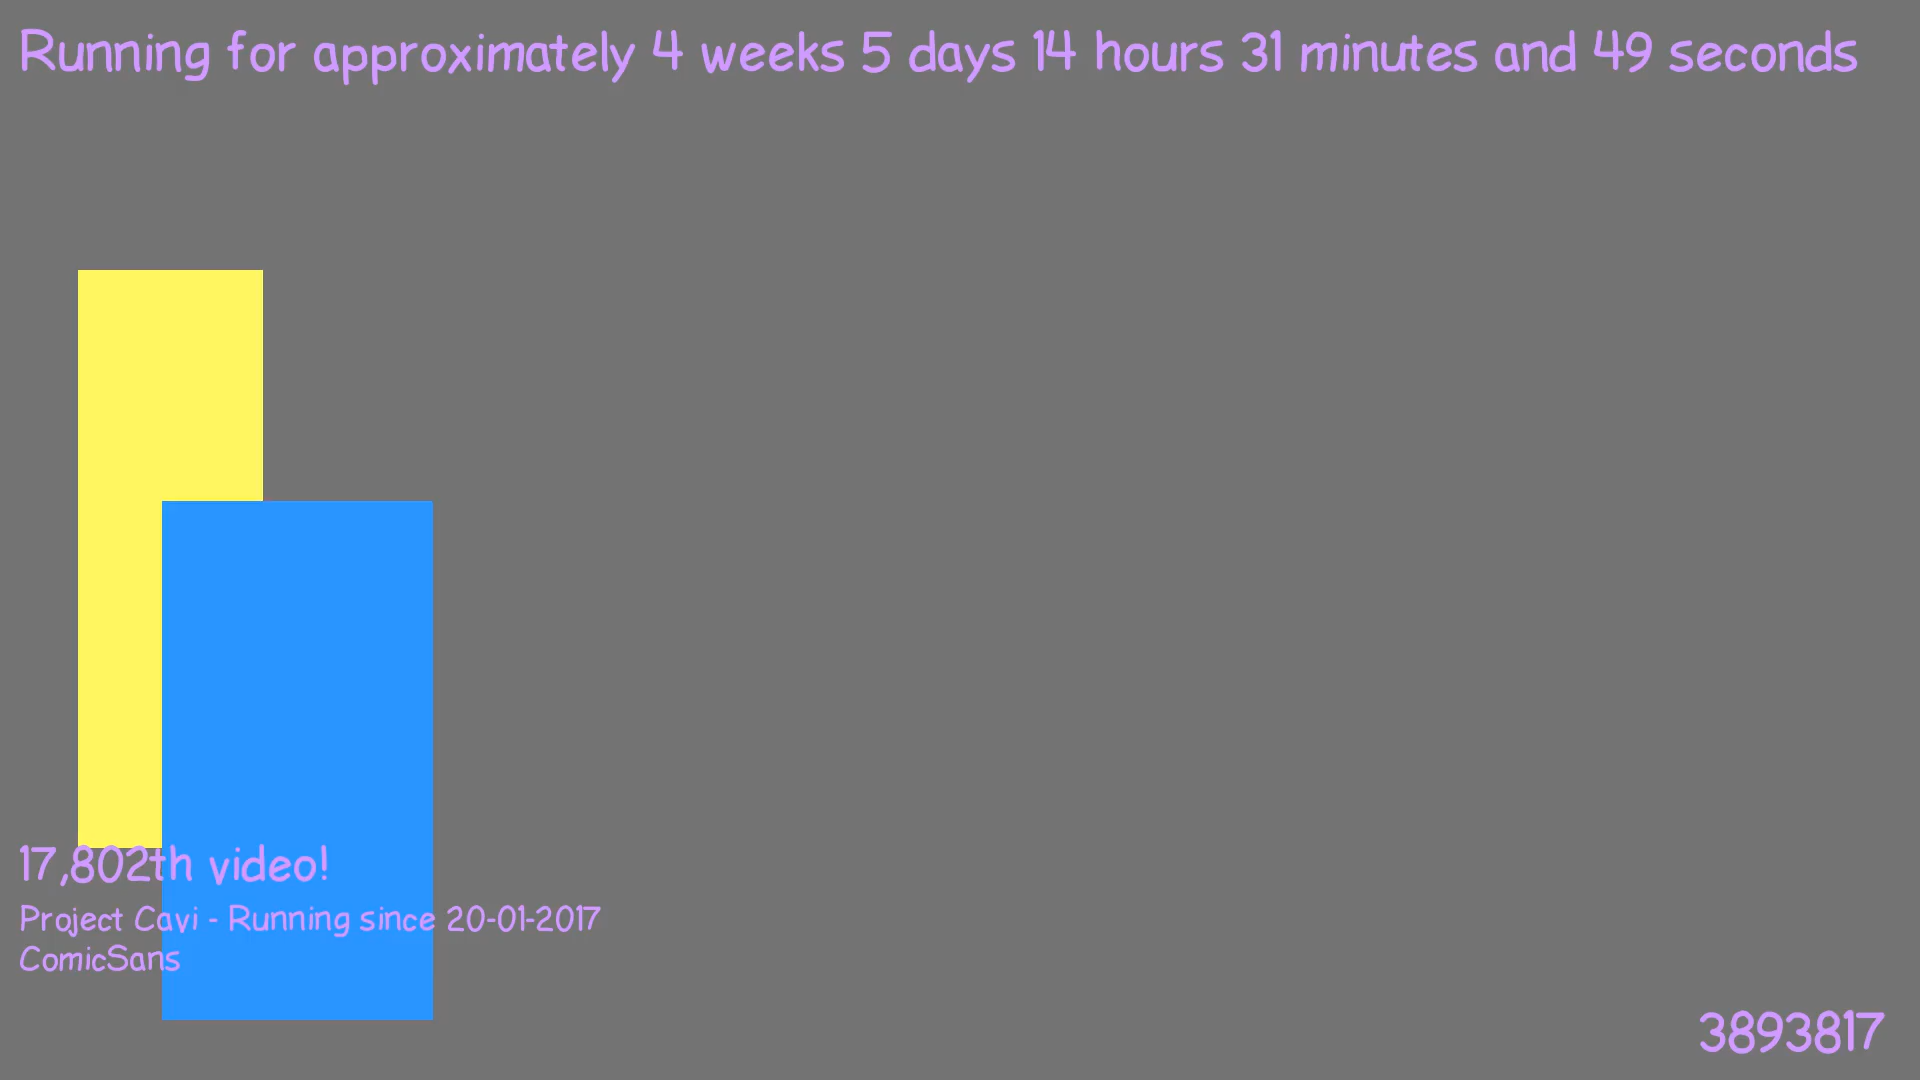 Running for approximately 4 weeks 5 days 14 hours 31 minutes and 49 seconds
17,802th video!
Project Cavi - Running since 20-01-2017
ComicSans
3893817